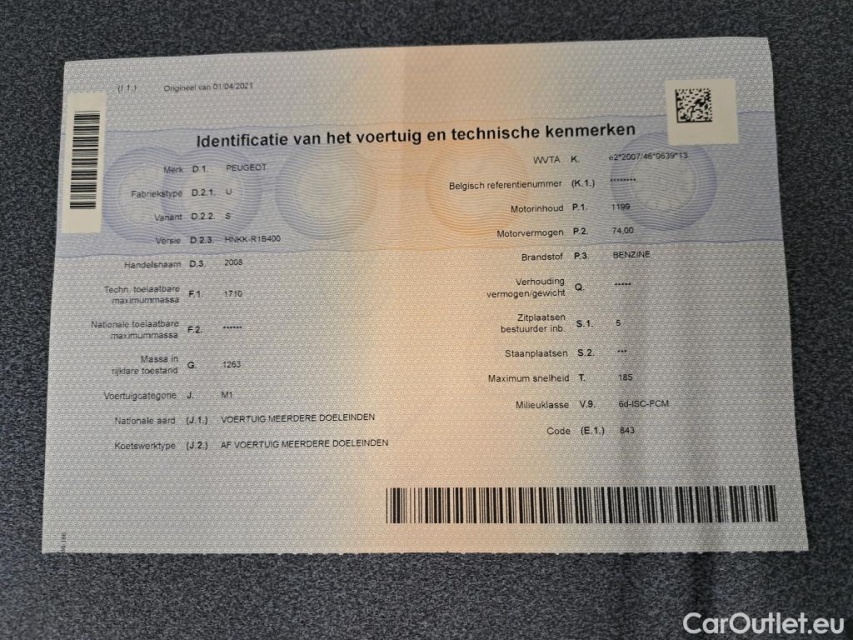 (I.1.) Origineel van 01/04/2021
Identificatie van het voertuig en technische kenmerken
Merk D.1. PEUGEOT
Fabriekstype D.2.1. U
Variant D.2.2. S
Versie D.2.3. HNKK-R1B400
Handelsnaam D.3. 2008
Techn. toelaatbare
maximummassa F.1. 1710
Nationale toelaatbare
maximummassa F.2. ******
Massa in
rijklare toestand G. 1263
Voertuigcategorie J. M1
Nationale aard (J.1.) VOERTUIG MEERDERE DOELEINDEN
Koetswerktype (J.2.) AF VOERTUIG MEERDERE DOELEINDEN
WVTA K. e2*2007/46*0639*13
Belgisch referentienummer (K.1.) ********
Motorinhoud P.1. 1199
Motorvermogen P.2. 74,00
Brandstof P.3. BENZINE
Verhouding
vermogen/gewicht Q. *****
Zitplaatsen
bestuurder inb. S.1. 5
Staanplaatsen S.2. ***
Maximum snelheid T. 185
Milieuklasse V.9. 6d-ISC-FCM
Code (E.1.) 843
CarOutlet.eu